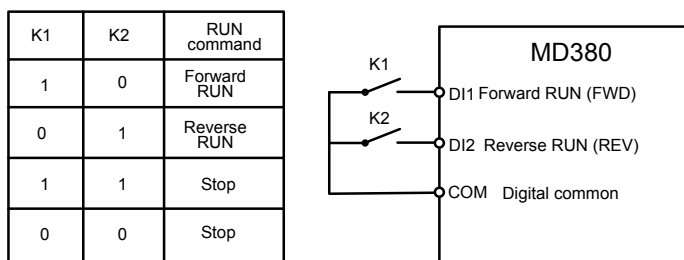 K1 K2 RUN command
1 0 Forward RUN
0 1 Reverse RUN
1 1 Stop
0 0 Stop
MD380
K1
DI1 Forward RUN (FWD)
K2
DI2 Reverse RUN (REV)
COM Digital common